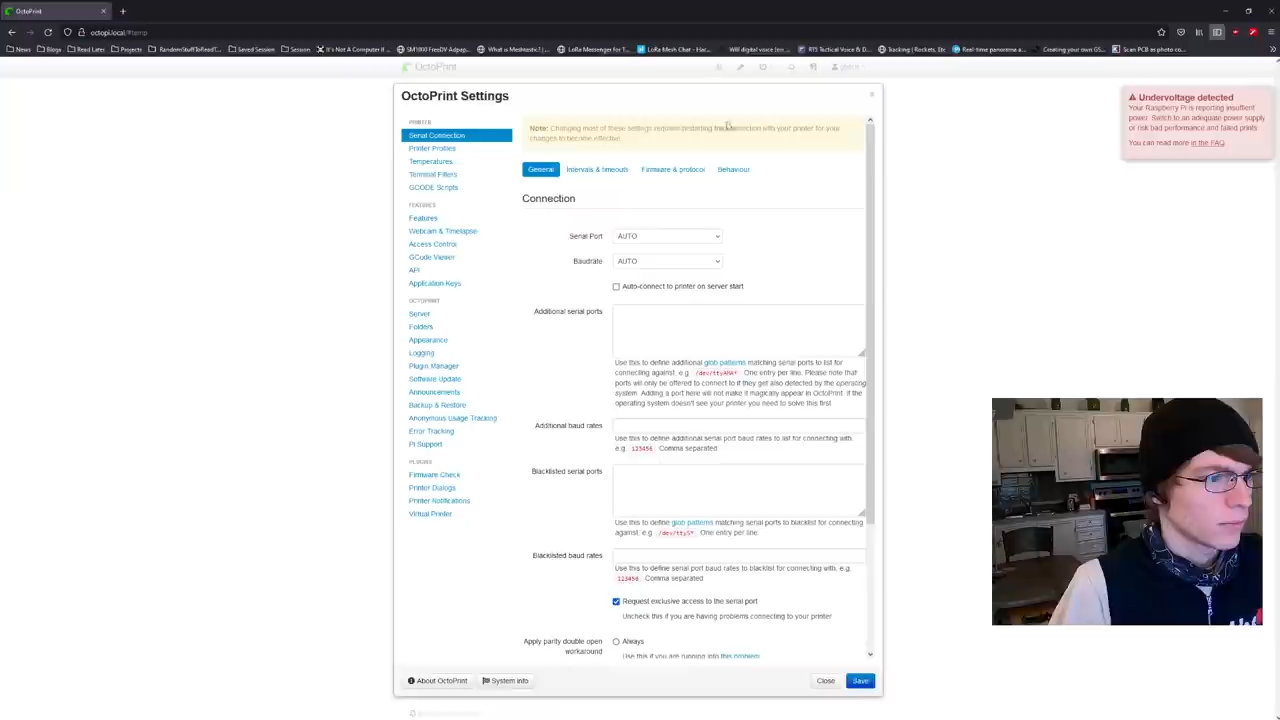 OctoPrint
octopi.local/#temp
News
Boards
Read Later
Projects
RandomStuffToRead...
Saved Session
Session
It's Not A Computer if...
SM1000 FreeDV Adap...
What is Meshtastic? ...
LoRa Messenger for T...
LoRa Mesh Chat - Hac...
Will digital voice (or...
RTS Tactical Voice & D...
Tracking (Rockets, Etc
Real-time panorama a...
Creating your own GS...
Scan PCB as photo by...
OctoPrint
OctoPrint Settings
PRINTER
Serial Connection
Printer Profiles
Temperatures
Terminal Filters
GCODE Scripts
FEATURES
Features
Webcam & Timelapse
Access Control
GCode Viewer
API
Application Keys
OCTOPRINT
Server
Folders
Appearance
Logging
Plugin Manager
Software Update
Announcements
Backup & Restore
Anonymous Usage Tracking
Error Tracking
Pi Support
PLUGINS
Firmware Check
Printer Dialogs
Printer Notifications
Virtual Printer
Note: Changing most of these settings requires restarting the connection with your printer for your
changes to become effective.
General
Intervals & timeouts
Firmware & protocol
Behaviour
Connection
Serial Port
AUTO
Baudrate
AUTO
Auto-connect to printer on server start
Additional serial ports
Use this to define additional glob patterns matching serial ports to list for
connecting against, e.g. /dev/ttyAMA* One entry per line. Please note that
ports will only be offered to connect to if they get also detected by the operating
system. Adding a port here will not make it magically appear in OctoPrint. If the
operating system doesn't see your printer you need to solve this first.
Additional baud rates
Use this to define additional serial port baud rates to list for connecting with.
e.g. 123456 Comma separated
Blacklisted serial ports
Use this to define glob patterns matching serial ports to blacklist for connecting
against, e.g. /dev/ttyS* One entry per line.
Blacklisted baud rates
Use this to define serial port baud rates to blacklist for connecting with. e.g.
123456 Comma separated
Request exclusive access to the serial port
Uncheck this if you are having problems connecting to your printer
Apply parity double open
workaround
Always
Use this if you are running into this problem
About OctoPrint
System info
Close
Save
Undervoltage detected
Your Raspberry Pi is reporting insufficient
power. Switch to an adequate power supply
or risk bad performance and failed prints
You can read more in the FAQ